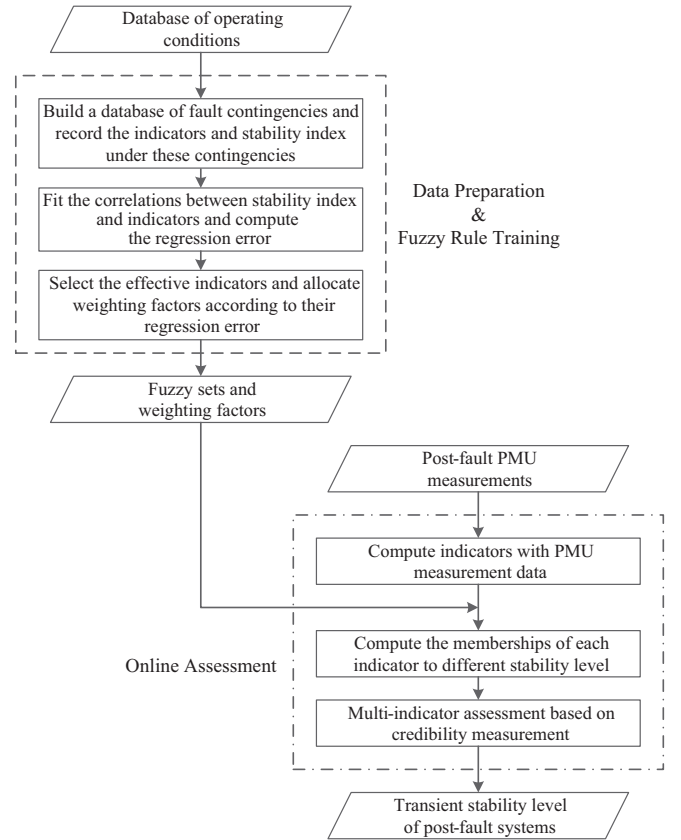 Database of operating
conditions
Build a database of fault contingencies and
record the indicators and stability index
under these contingencies
Fit the correlations between stability index
and indicators and compute
the regression error
Select the effective indicators and allocate
weighting factors according to their
regression error
Data Preparation
&
Fuzzy Rule Training
Fuzzy sets and
weighting factors
Post-fault PMU
measurements
Compute indicators with PMU
measurement data
Compute the memberships of each
indicator to different stability level
Multi-indicator assessment based on
credibility measurement
Online Assessment
Transient stability level
of post-fault systems